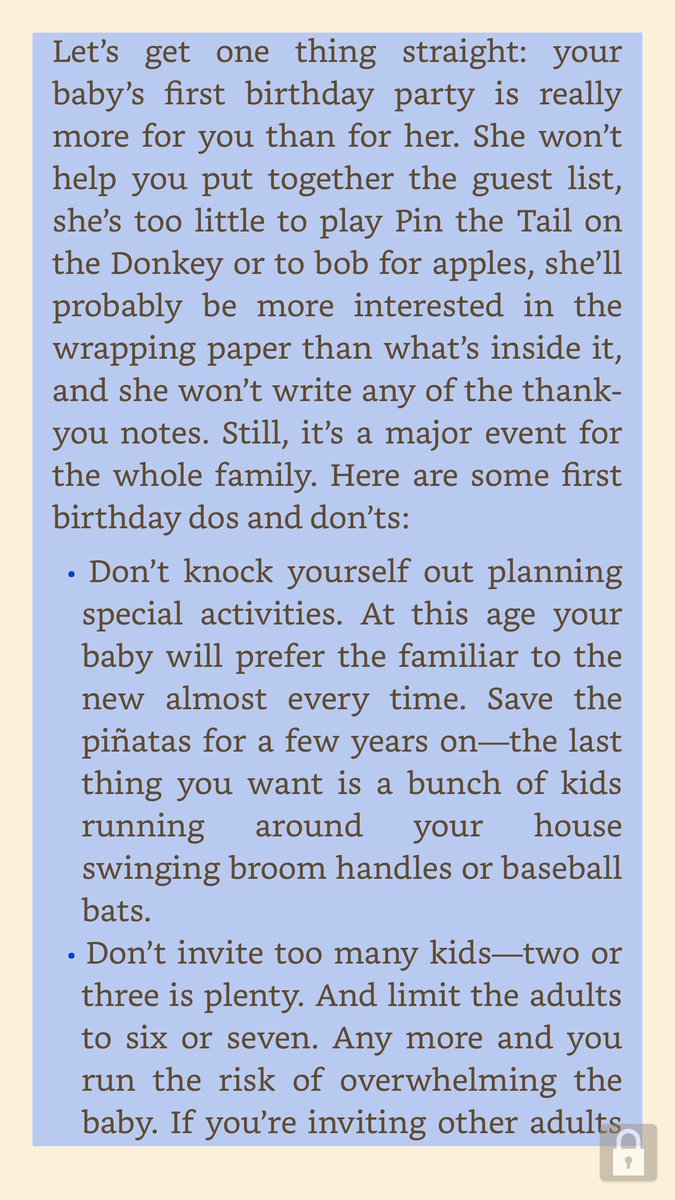 Let’s get one thing straight: your
baby’s first birthday party is really
more for you than for her. She won’t
help you put together the guest list,
she’s too little to play Pin the Tail on
the Donkey or to bob for apples, she’ll
probably be more interested in the
wrapping paper than what’s inside it,
and she won’t write any of the thank-
you notes. Still, it’s a major event for
the whole family. Here are some first
birthday dos and don’ts:
• Don’t knock yourself out planning
special activities. At this age your
baby will prefer the familiar to the
new almost every time. Save the
piñatas for a few years on—the last
thing you want is a bunch of kids
running around your house
swinging broom handles or baseball
bats.
• Don’t invite too many kids—two or
three is plenty. And limit the adults
to six or seven. Any more and you
run the risk of overwhelming the
baby. If you’re inviting other adults